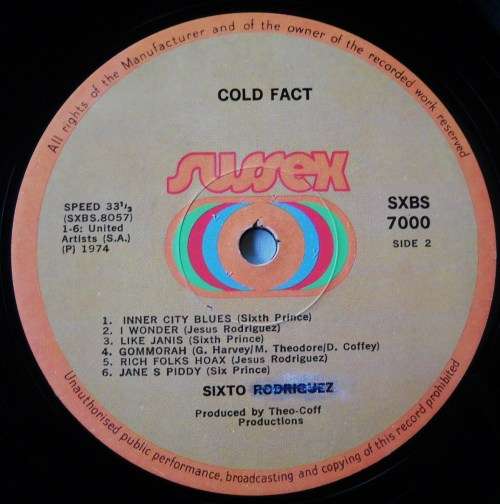 All rights of the Manufacturer and of the owner of the recorded work reserved
COLD FACT
sussex
SPEED 33⅓
(SXBS.8057)
1-6: United
Artists (S.A.)
(P) 1974
SXBS
7000
SIDE 2
1. INNER CITY BLUES (Sixth Prince)
2. I WONDER (Jesus Rodriguez)
3. LIKE JANIS (Sixth Prince)
4. GOMMORAH (G. Harvey/M. Theodore/D. Coffey)
5. RICH FOLKS HOAX (Jesus Rodriguez)
6. JANE S PIDDY (Six Prince)
SIXTO RODRIGUEZ
Produced by Theo-Coff
Productions
Unauthorised public performance, broadcasting and copying of this record prohibited